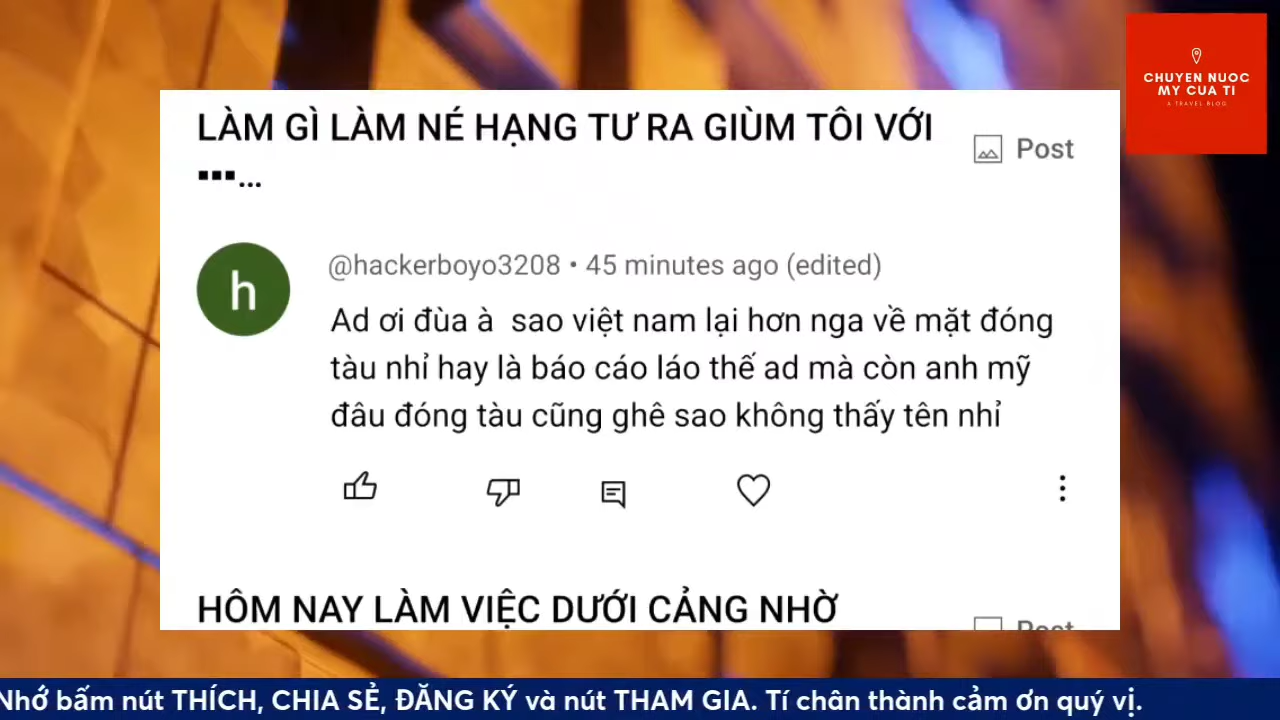 CHUYEN NUOC
MY CUA TI
A TRAVEL BLOG
LÀM GÌ LÀM NÉ HẠNG TƯ RA GIÙM TÔI VỚI
▪▪▪...
Post
h
@hackerboyo3208 • 45 minutes ago (edited)
Ad ơi đùa à sao việt nam lại hơn nga về mặt đóng
tàu nhỉ hay là báo cáo láo thế ad mà còn anh mỹ
đâu đóng tàu cũng ghê sao không thấy tên nhỉ
HÔM NAY LÀM VIỆC DƯỚI CẢNG NHỜ
Post
Nhớ bấm nút THÍCH, CHIA SẺ, ĐĂNG KÝ và nút THAM GIA. Tí chân thành cảm ơn quý vị.